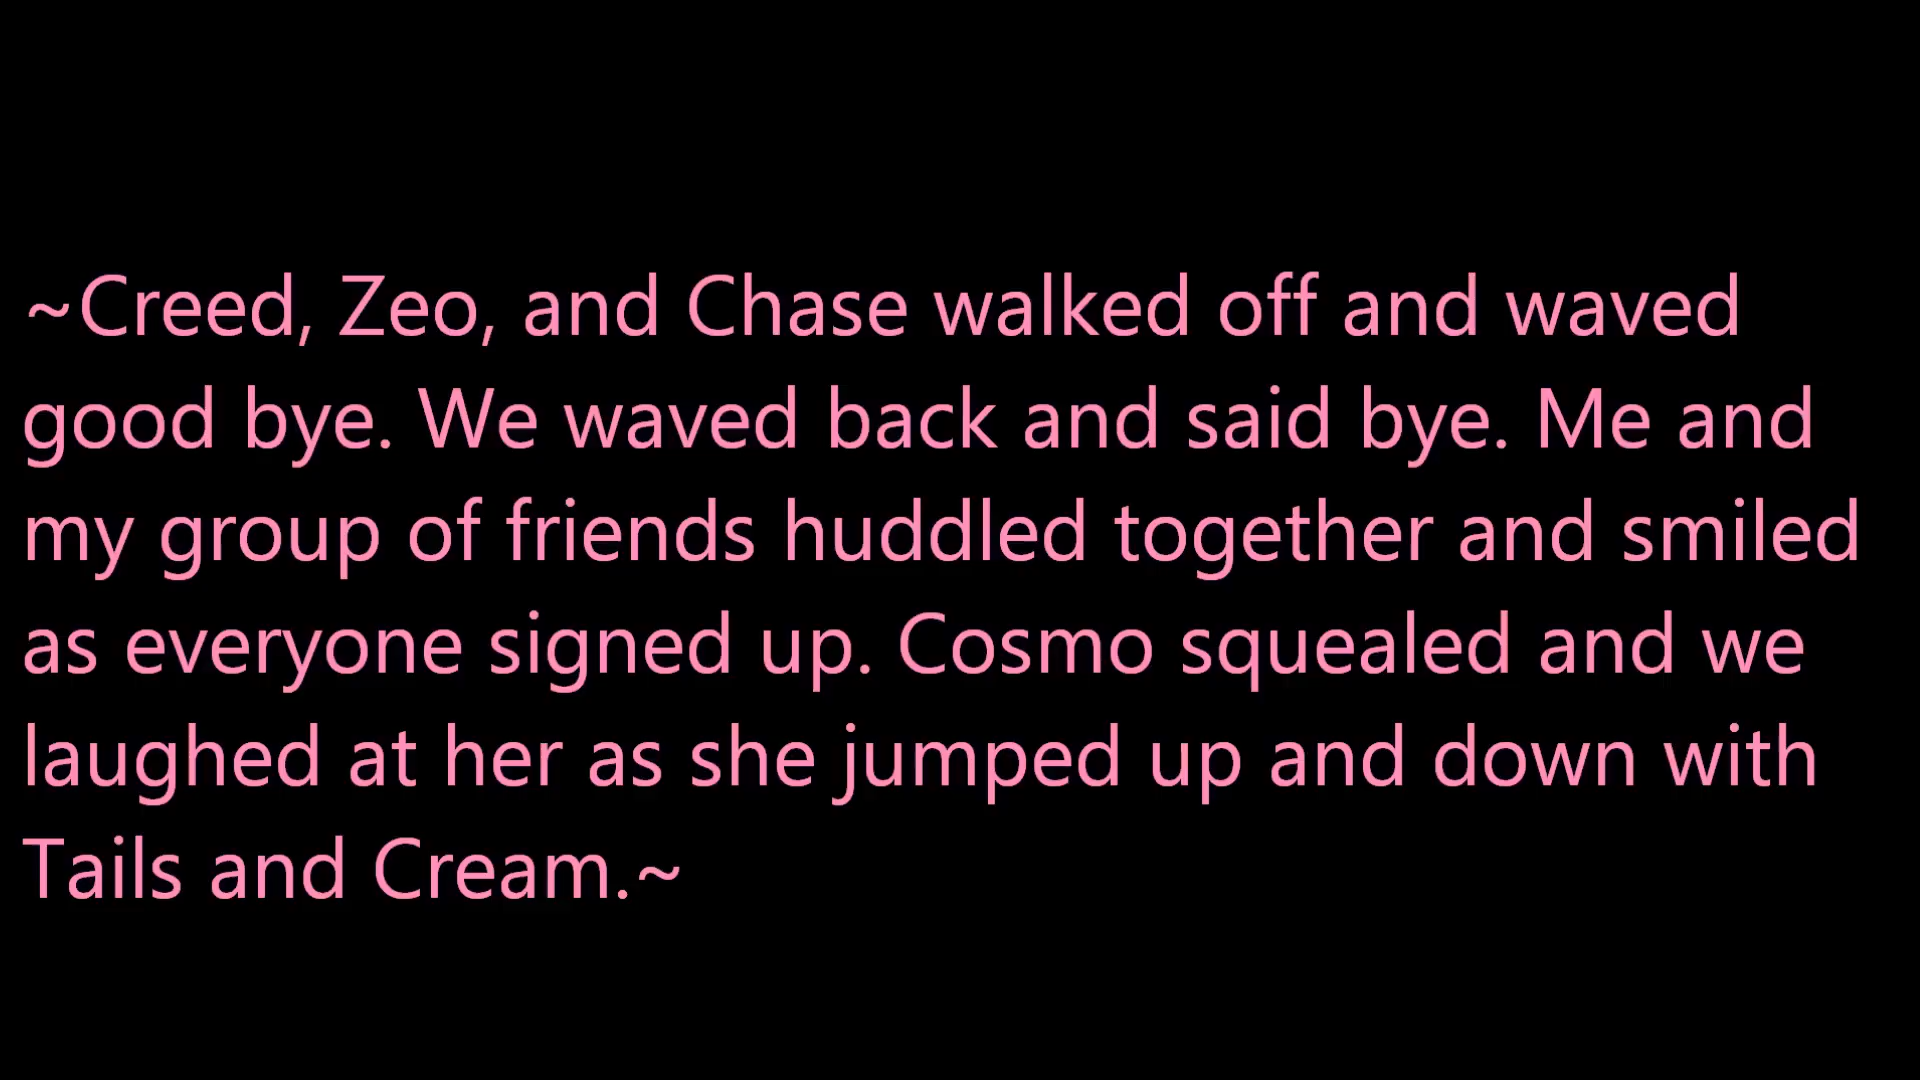 ~Creed, Zeo, and Chase walked off and waved
good bye. We waved back and said bye. Me and
my group of friends huddled together and smiled
as everyone signed up. Cosmo squealed and we
laughed at her as she jumped up and down with
Tails and Cream.~